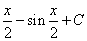 x/2 − sin x/2 + C